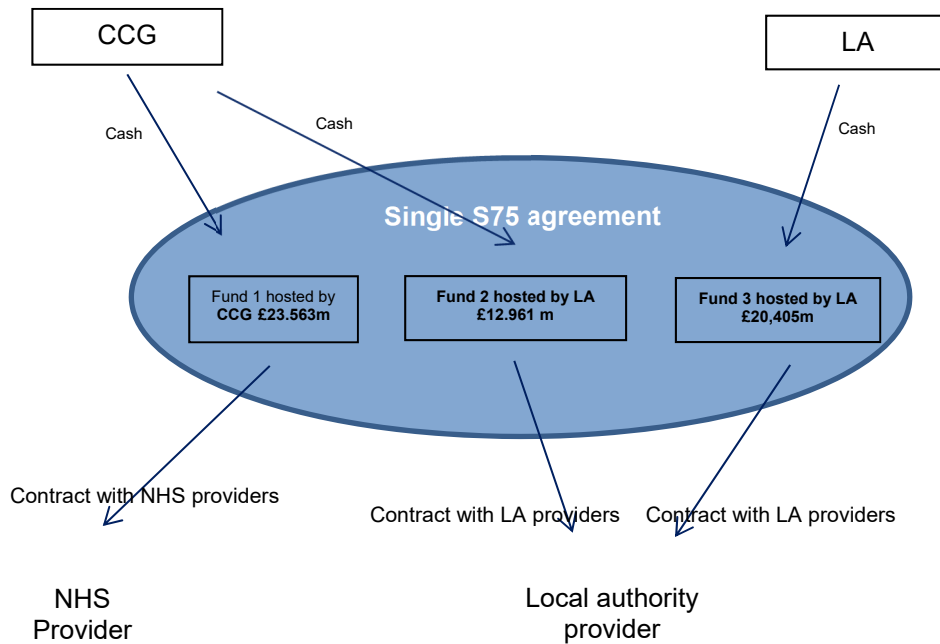 CCG
LA
Cash
Cash
Cash
Single S75 agreement
Fund 1 hosted by
CCG £23.563m
Fund 2 hosted by LA
£12.961 m
Fund 3 hosted by LA
£20,405m
Contract with NHS providers
Contract with LA providers
Contract with LA providers
NHS
Provider
Local authority
provider